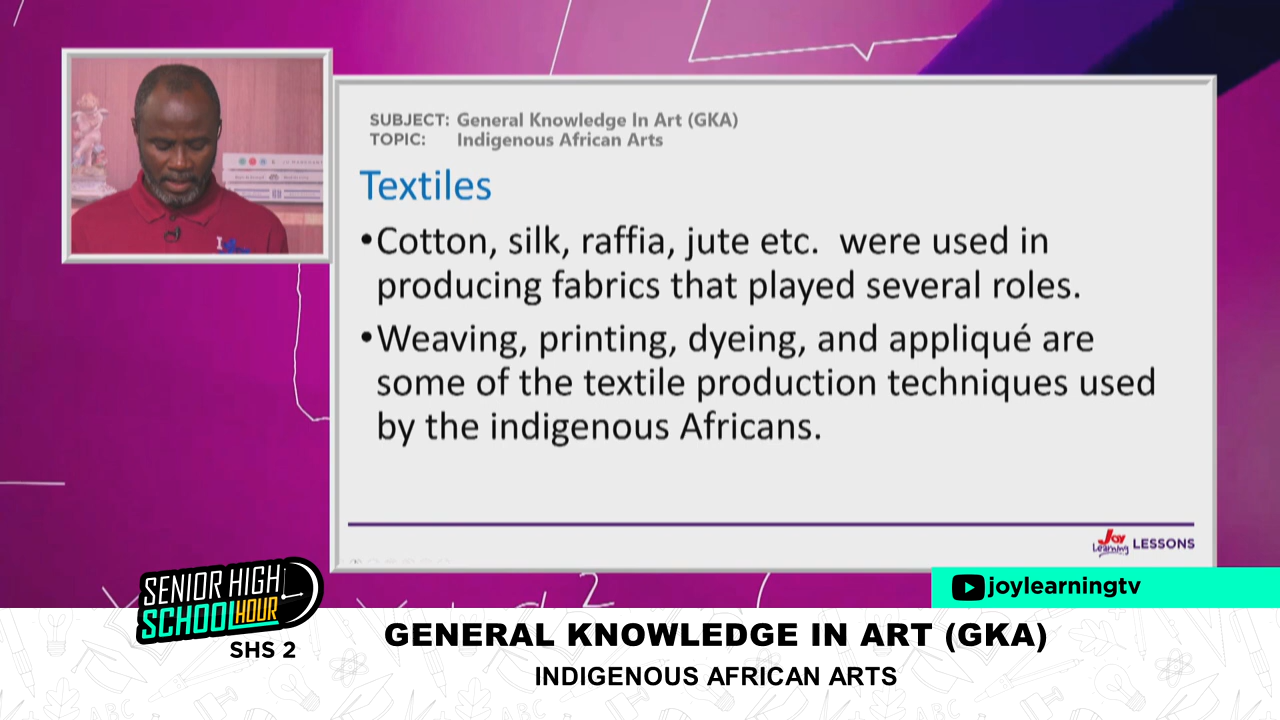 SUBJECT: General Knowledge In Art (GKA)
TOPIC: Indigenous African Arts
Textiles
•Cotton, silk, raffia, jute etc. were used in
producing fabrics that played several roles.
•Weaving, printing, dyeing, and appliqué are
some of the textile production techniques used
by the indigenous Africans.
Joy Learning LESSONS
joylearningtv
SENIOR HIGH
SCHOOL HOUR
SHS 2
GENERAL KNOWLEDGE IN ART (GKA)
INDIGENOUS AFRICAN ARTS